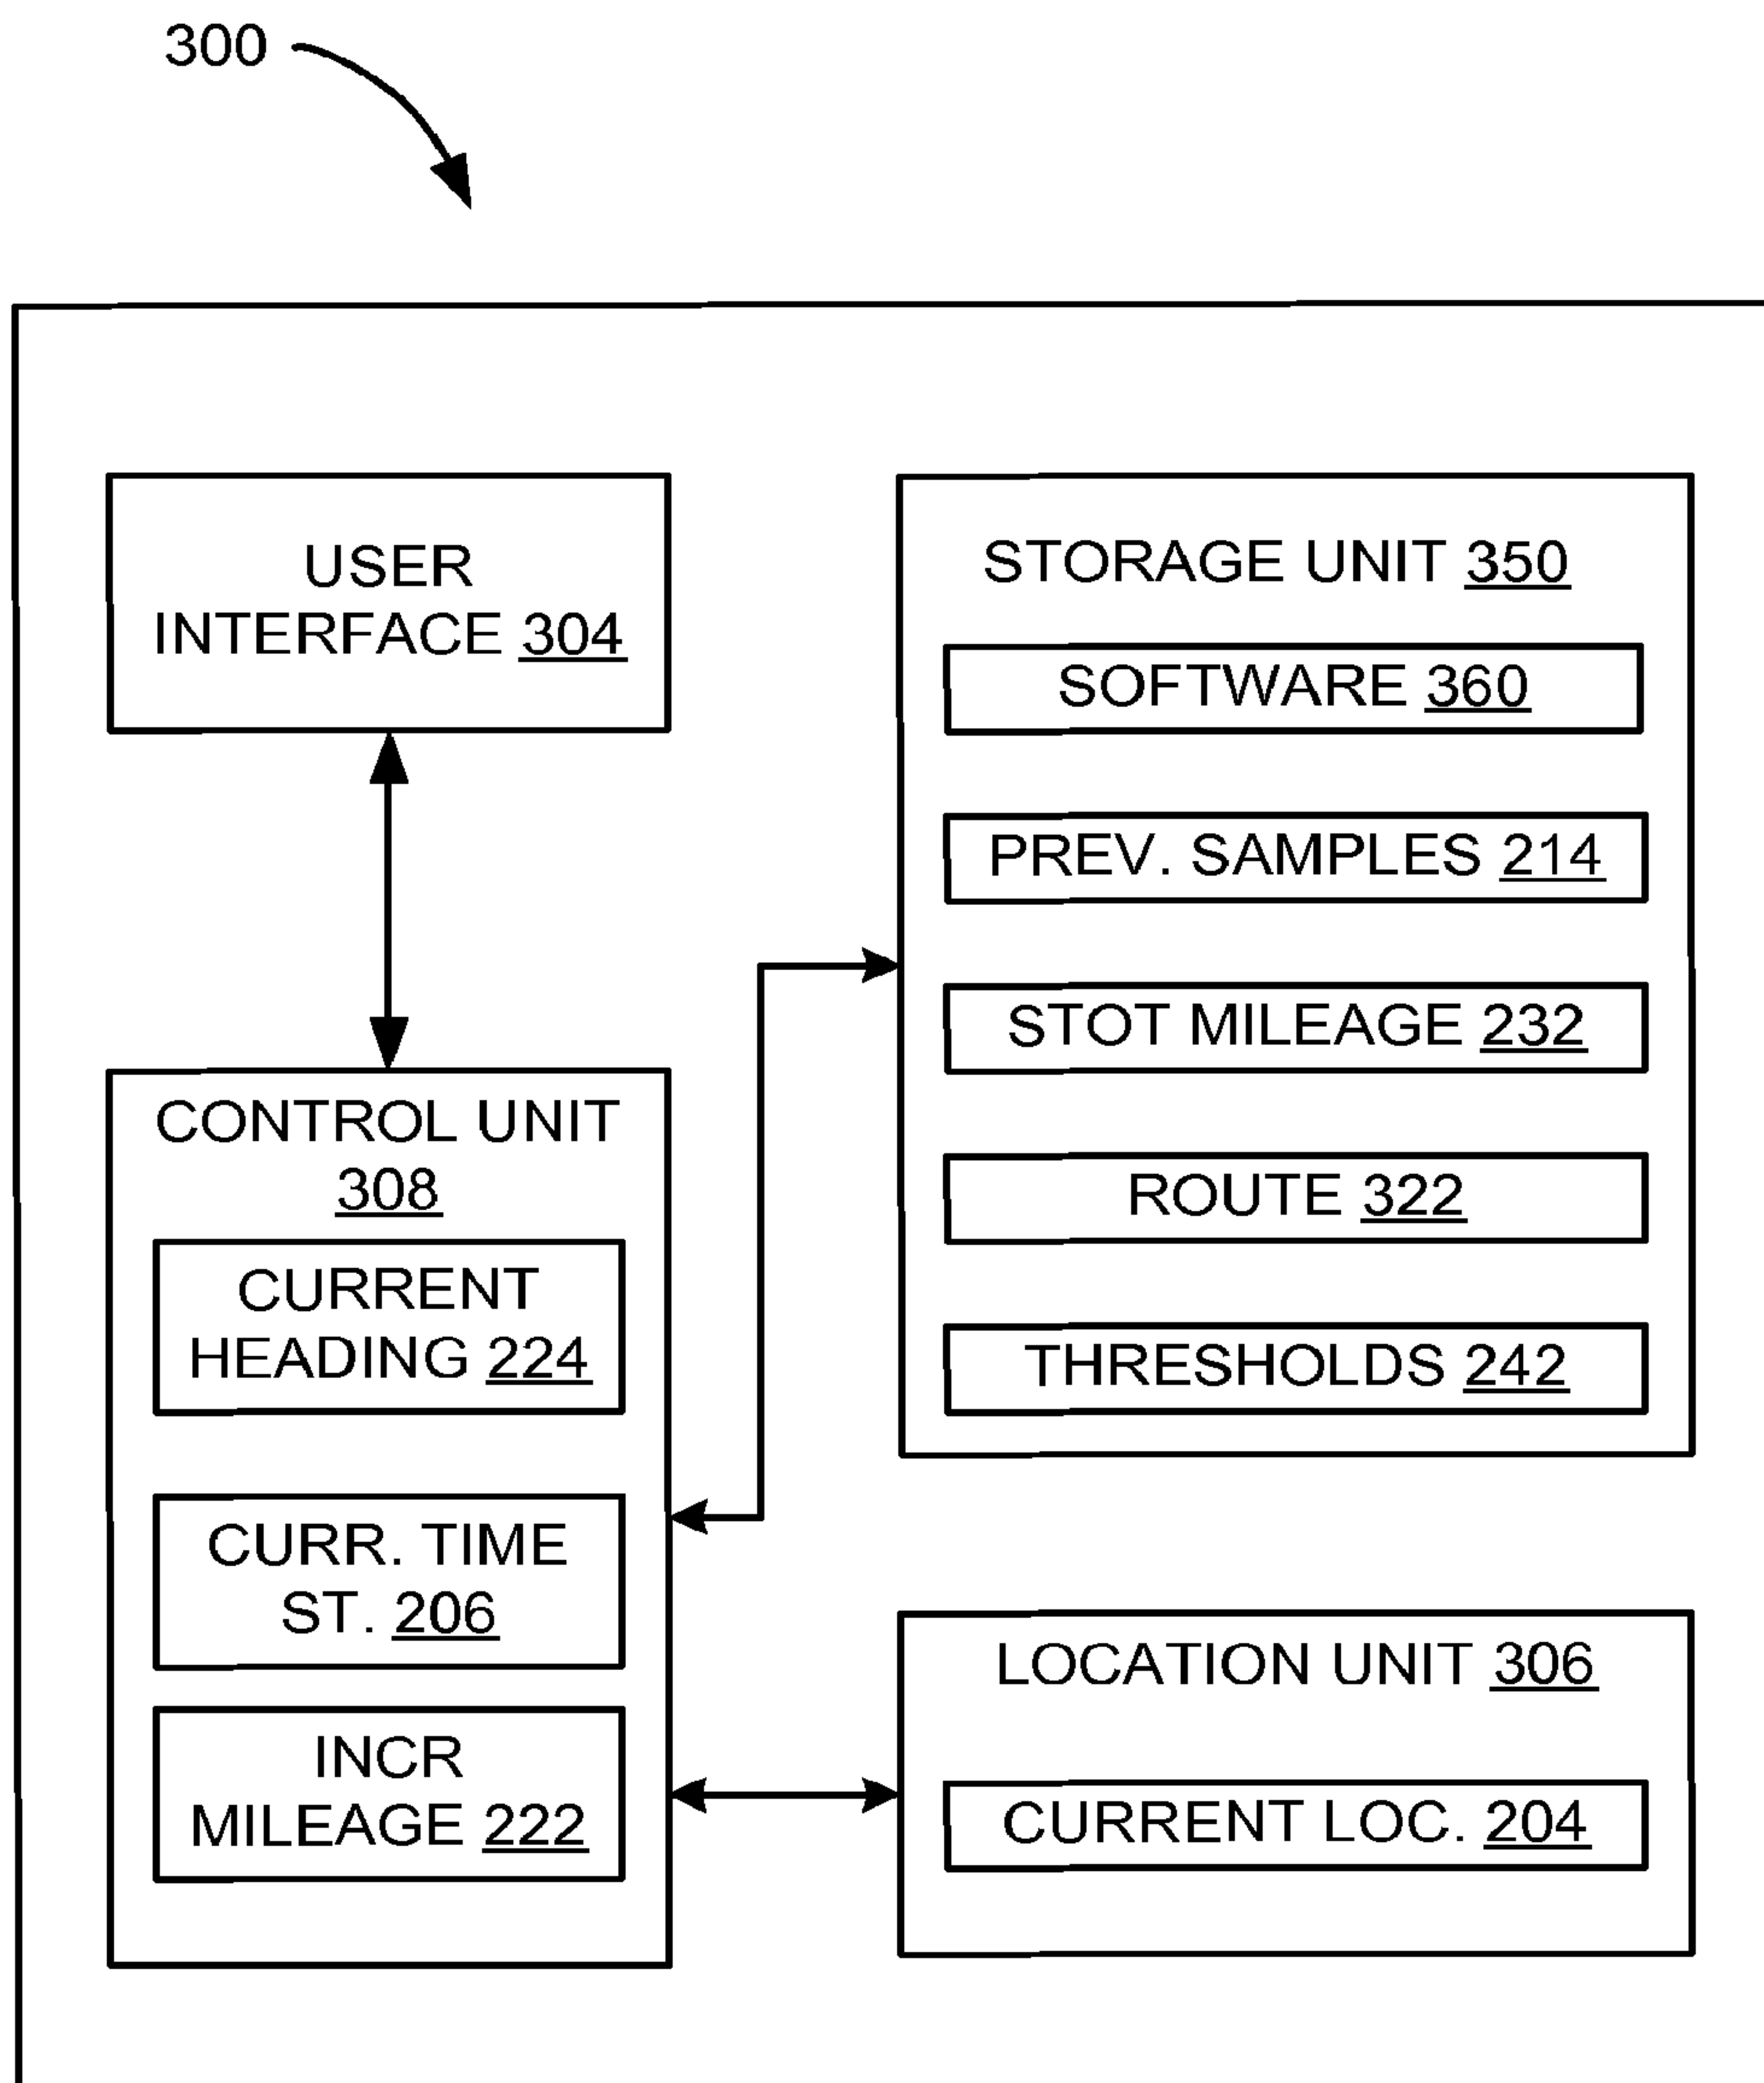 300
USER
INTERFACE 304
STORAGE UNIT 350
SOFTWARE 360
PREV. SAMPLES 214
STOT MILEAGE 232
ROUTE 322
THRESHOLDS 242
CONTROL UNIT
308
CURRENT
HEADING 224
CURR. TIME
ST. 206
INCR
MILEAGE 222
LOCATION UNIT 306
CURRENT LOC. 204